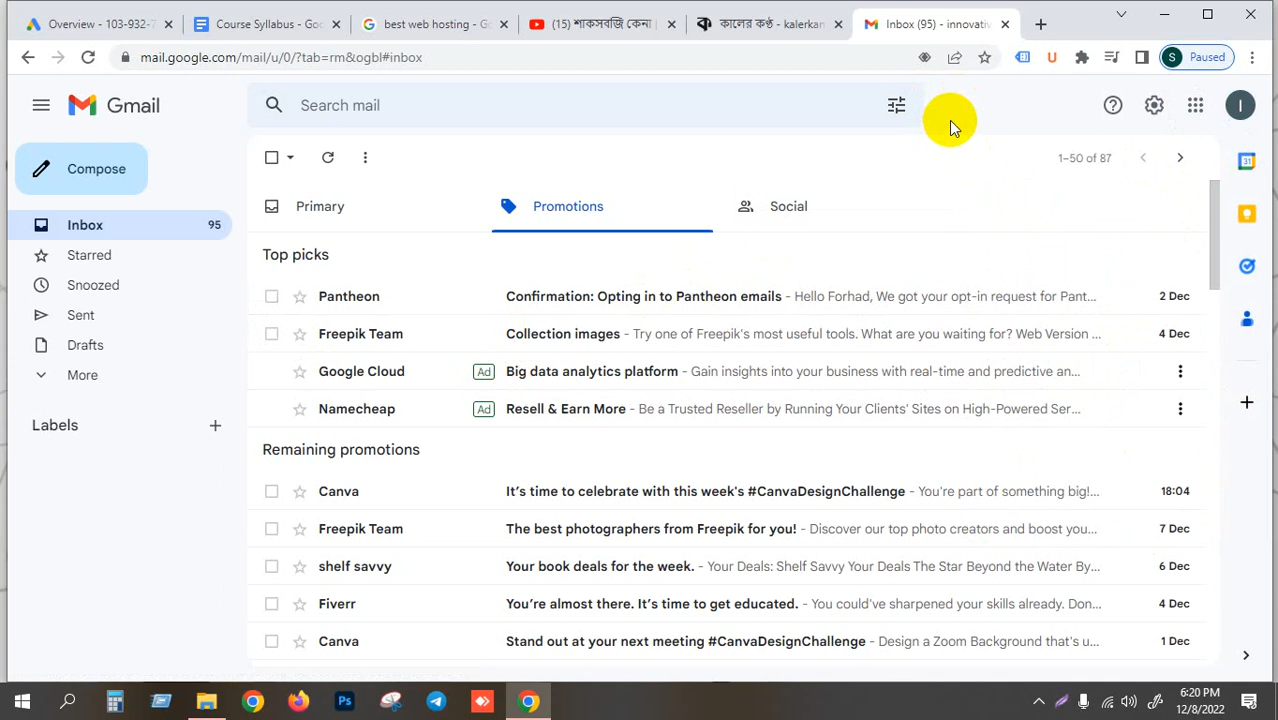 Overview - 103-932-7
Course Syllabus - Goo
best web hosting - Go
(15) শাকসবজি কেনা
কালের কণ্ঠ - kalerkan
Inbox (95) - innovativ
mail.google.com/mail/u/0/?tab=rm&ogbl#inbox
U
S Paused
Gmail
Search mail
I
Compose
1–50 of 87
Inbox 95
Primary
Promotions
Social
Starred
Snoozed
Sent
Drafts
More
Labels
Top picks
Pantheon Confirmation: Opting in to Pantheon emails - Hello Forhad, We got your opt-in request for Pant... 2 Dec
Freepik Team Collection images - Try one of Freepik's most useful tools. What are you waiting for? Web Version ... 4 Dec
Google Cloud Ad Big data analytics platform - Gain insights into your business with real-time and predictive an...
Namecheap Ad Resell & Earn More - Be a Trusted Reseller by Running Your Clients' Sites on High-Powered Ser...
Remaining promotions
Canva It's time to celebrate with this week's #CanvaDesignChallenge - You're part of something big!... 18:04
Freepik Team The best photographers from Freepik for you! - Discover our top photo creators and boost you... 7 Dec
shelf savvy Your book deals for the week. - Your Deals: Shelf Savvy Your Deals The Star Beyond the Water By... 6 Dec
Fiverr You're almost there. It's time to get educated. - You could've sharpened your skills already. Don... 4 Dec
Canva Stand out at your next meeting #CanvaDesignChallenge - Design a Zoom Background that's u... 1 Dec
31
Ps
6:20 PM
12/8/2022